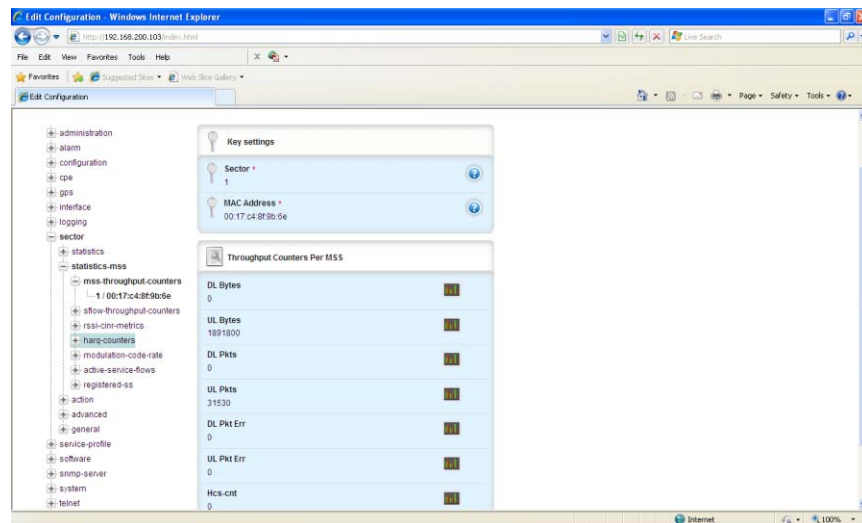 Edit Configuration - Windows Internet Explorer
http://192.168.200.103/index.html
Live Search
File Edit View Favorites Tools Help
Favorites Suggested Sites Web Slice Gallery
Edit Configuration
Page Safety Tools
administration
alarm
configuration
cpe
gps
interface
logging
sector
statistics
statistics-mss
mss-throughput-counters
1 / 00:17:c4:8f:9b:6e
sflow-throughput-counters
rssi-cinr-metrics
harq-counters
modulation-code-rate
active-service-flows
registered-ss
action
advanced
general
service-profile
software
snmp-server
system
telnet
Key settings
Sector *
1
MAC Address *
00:17:c4:8f:9b:6e
Throughput Counters Per MSS
DL Bytes
0
UL Bytes
1891800
DL Pkts
0
UL Pkts
31530
DL Pkt Err
0
UL Pkt Err
0
Hcs-cnt
0
Internet
100%